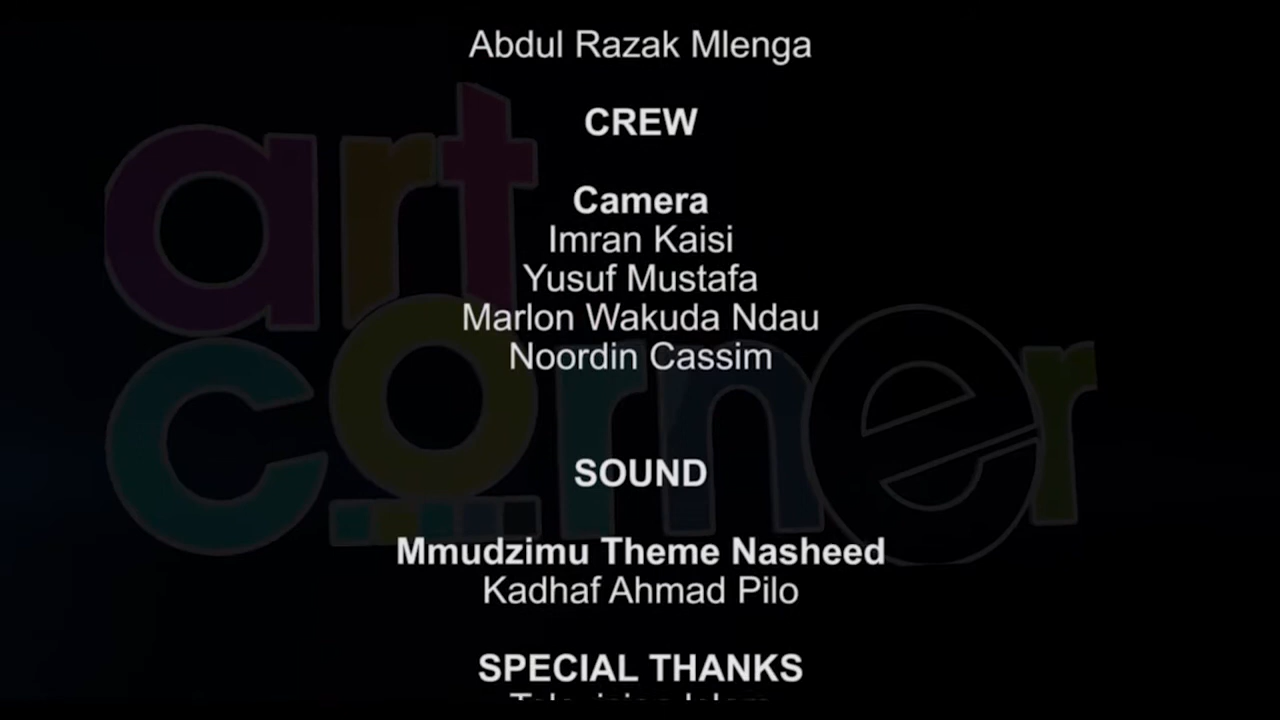 Abdul Razak Mlenga
CREW
Camera
Imran Kaisi
Yusuf Mustafa
Marlon Wakuda Ndau
Noordin Cassim
SOUND
Mmudzimu Theme Nasheed
Kadhaf Ahmad Pilo
SPECIAL THANKS
art
corner